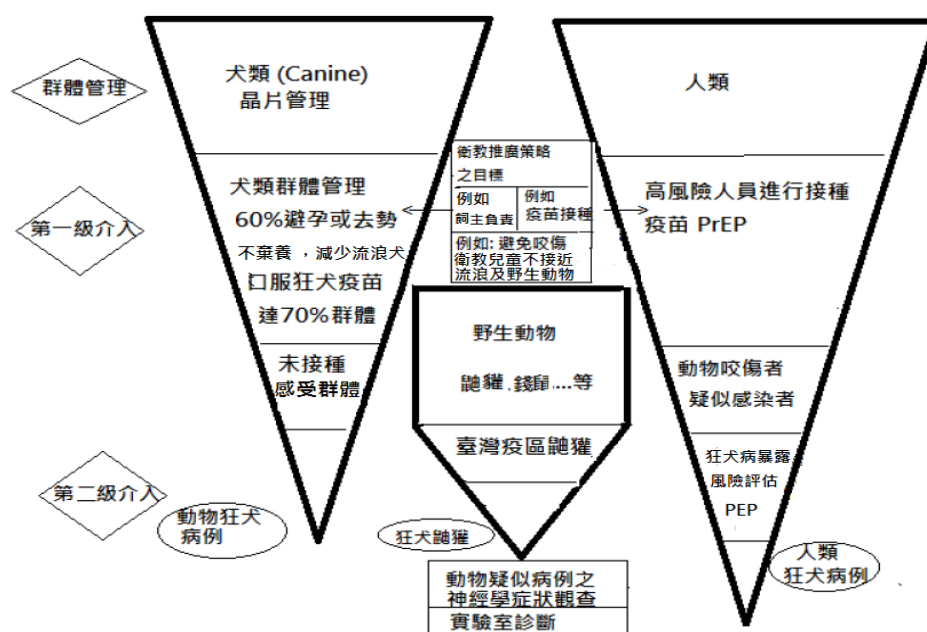 群體管理
犬類 (Canine)
晶片管理
人類
衛教推廣策略
之目標
例如
飼主負責
例如
疫苗接種
例如: 避免咬傷
衛教兒童不接近
流浪及野生動物
第一級介入
犬類群體管理
60%避孕或去勢
不棄養 ，減少流浪犬
口服狂犬疫苗
達70%群體
高風險人員進行接種
疫苗 PrEP
未接種
感受群體
野生動物
鼬獾.錢鼠....等
臺灣疫區鼬獾
動物咬傷者
疑似感染者
狂犬病暴露
風險評估
PEP
第二級介入
動物狂犬
病例
狂犬鼬獾
人類
狂犬病例
動物疑似病例之
神經學症狀觀查
實驗室診斷